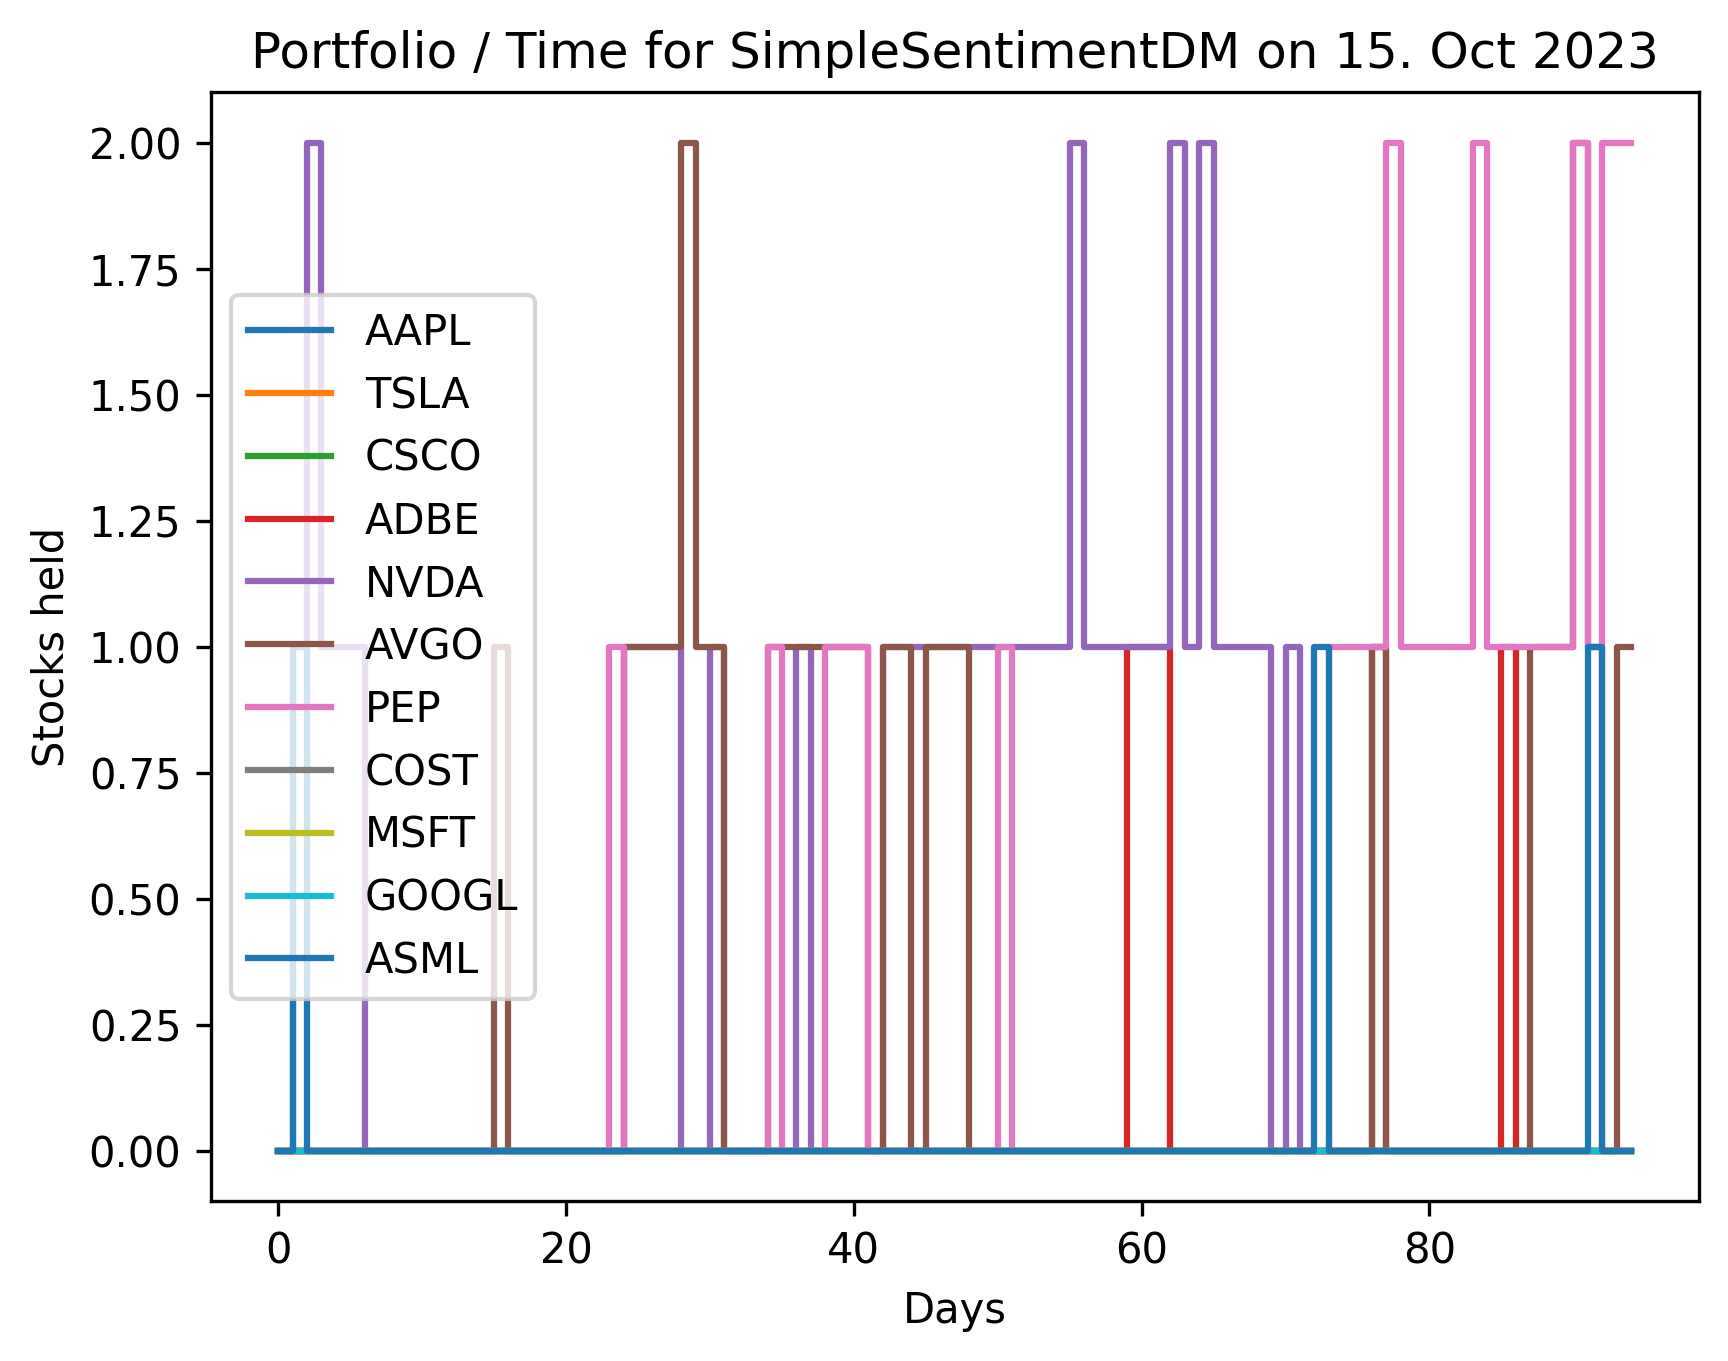 Portfolio / Time for SimpleSentimentDM on 15. Oct 2023
2.00
1.75
1.50
1.25
1.00
0.75
0.50
0.25
0.00
Stocks held
AAPL
TSLA
CSCO
ADBE
NVDA
AVGO
PEP
COST
MSFT
GOOGL
ASML
0 20 40 60 80
Days